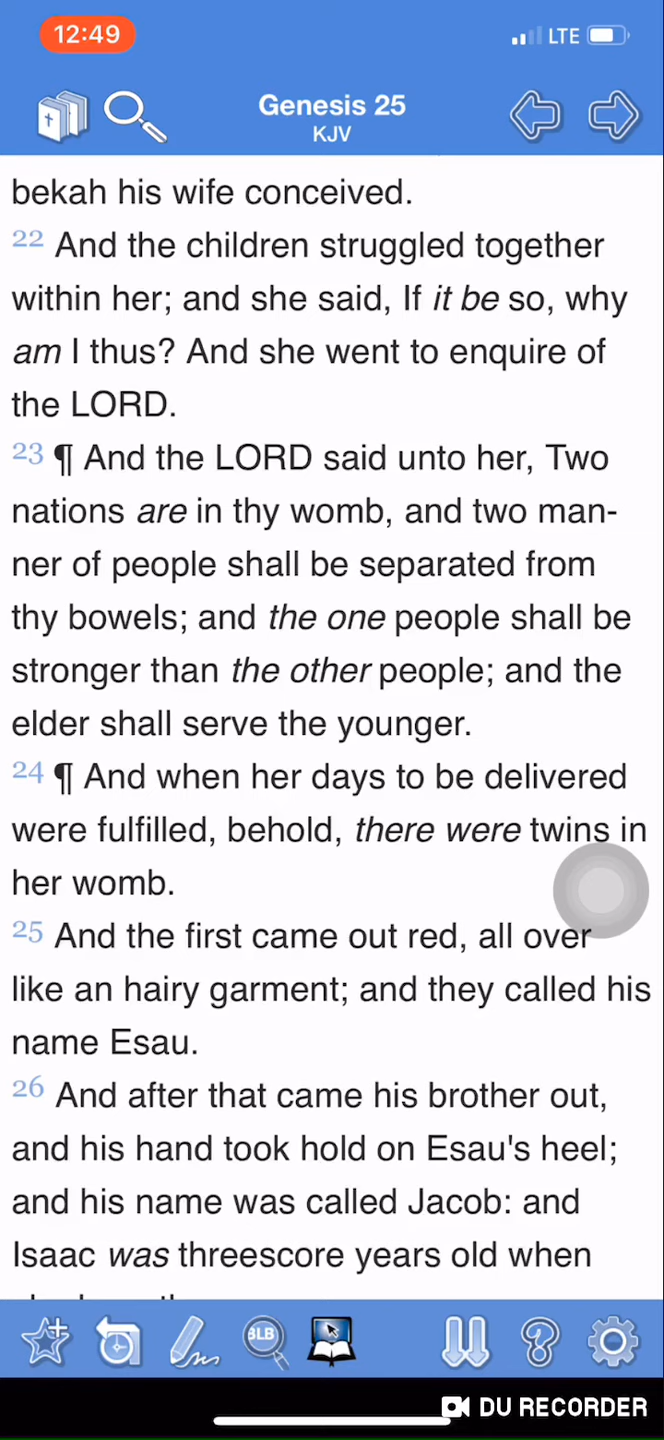 12:49
LTE
Genesis 25
KJV
bekah his wife conceived.
22 And the children struggled together
within her; and she said, If it be so, why
am I thus? And she went to enquire of
the LORD.
23 ¶ And the LORD said unto her, Two
nations are in thy womb, and two man-
ner of people shall be separated from
thy bowels; and the one people shall be
stronger than the other people; and the
elder shall serve the younger.
24 ¶ And when her days to be delivered
were fulfilled, behold, there were twins in
her womb.
25 And the first came out red, all over
like an hairy garment; and they called his
name Esau.
26 And after that came his brother out,
and his hand took hold on Esau's heel;
and his name was called Jacob: and
Isaac was threescore years old when
BLB
DU RECORDER